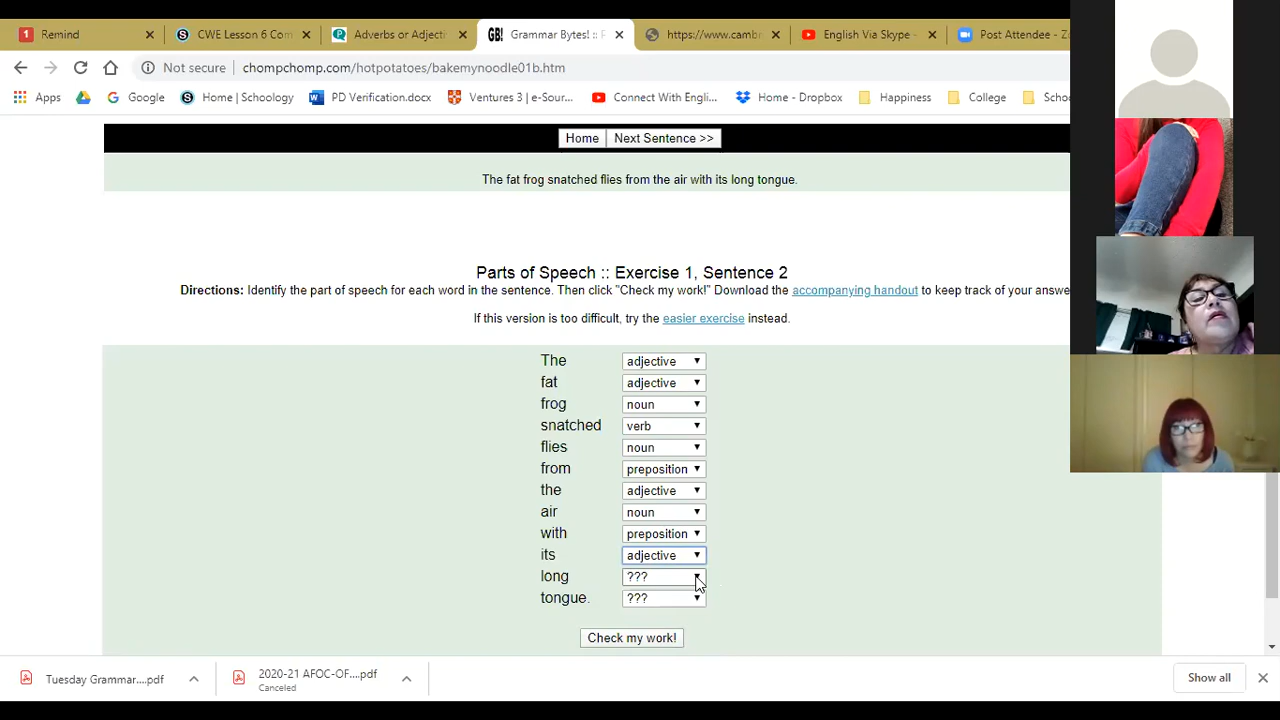 1 Remind
CWE Lesson 6 Com
Adverbs or Adjecti
GB! Grammar Bytes! :: P
https://www.cambr
English Via Skype -
Post Attendee - Z
Not secure chompchomp.com/hotpotatoes/bakemynoodle01b.htm
Apps
Google
Home | Schoology
PD Verification.docx
Ventures 3 | e-Sour...
Connect With Engli...
Home - Dropbox
Happiness
College
Schoo
Home
Next Sentence >>
The fat frog snatched flies from the air with its long tongue.
Parts of Speech :: Exercise 1, Sentence 2
Directions: Identify the part of speech for each word in the sentence. Then click "Check my work!" Download the accompanying handout to keep track of your answe
If this version is too difficult, try the easier exercise instead.
The adjective
fat adjective
frog noun
snatched verb
flies noun
from preposition
the adjective
air noun
with preposition
its adjective
long ???
tongue. ???
Check my work!
Tuesday Grammar....pdf
2020-21 AFOC-OF....pdf
Canceled
Show all